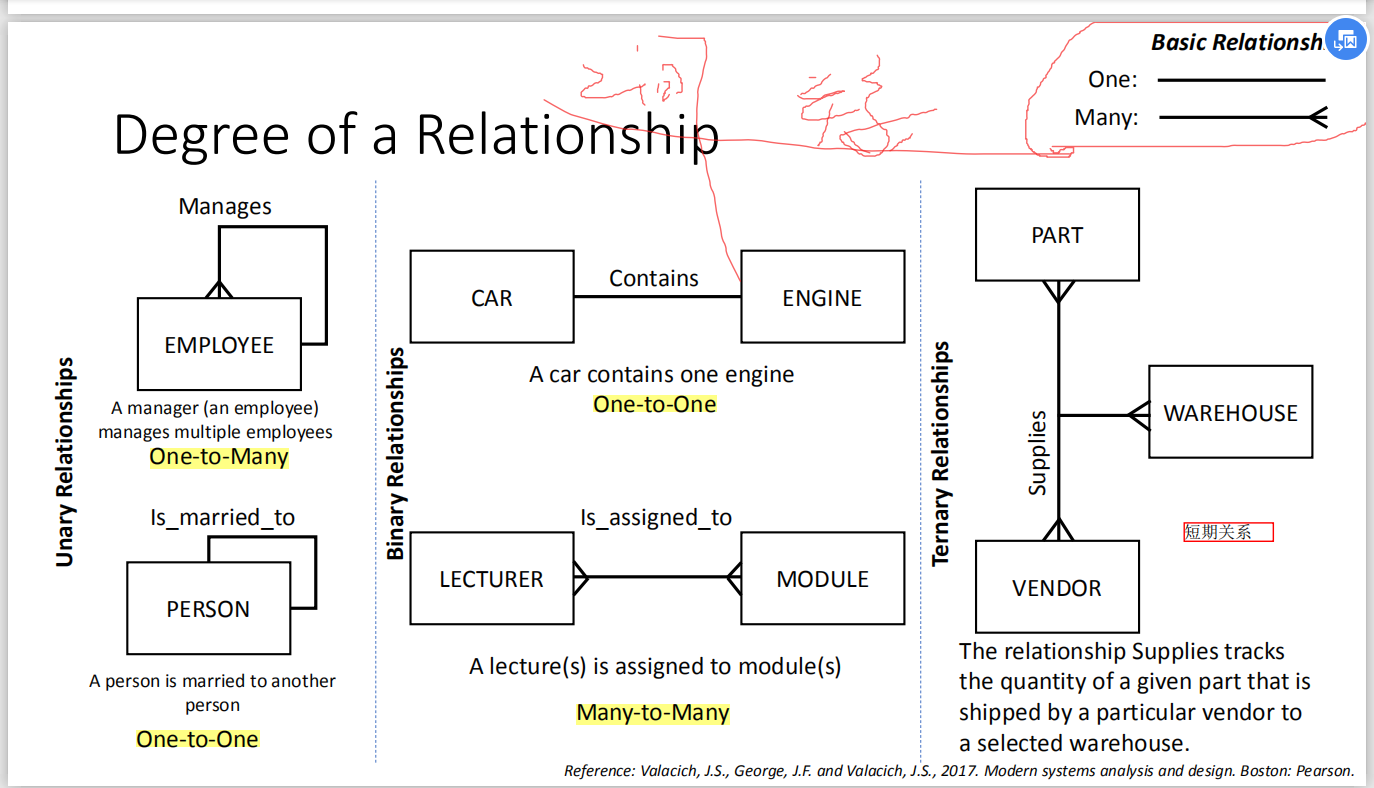 Basic Relationsh
One:
Many:
之间
关系
Degree of a Relationship
Unary Relationships
Manages
EMPLOYEE
A manager (an employee)
manages multiple employees
One-to-Many
Is_married_to
PERSON
A person is married to another
person
One-to-One
Binary Relationships
CAR
Contains
ENGINE
A car contains one engine
One-to-One
Is_assigned_to
LECTURER
MODULE
A lecture(s) is assigned to module(s)
Many-to-Many
Ternary Relationships
PART
Supplies
WAREHOUSE
短期关系
VENDOR
The relationship Supplies tracks
the quantity of a given part that is
shipped by a particular vendor to
a selected warehouse.
Reference: Valacich, J.S., George, J.F. and Valacich, J.S., 2017. Modern systems analysis and design. Boston: Pearson.